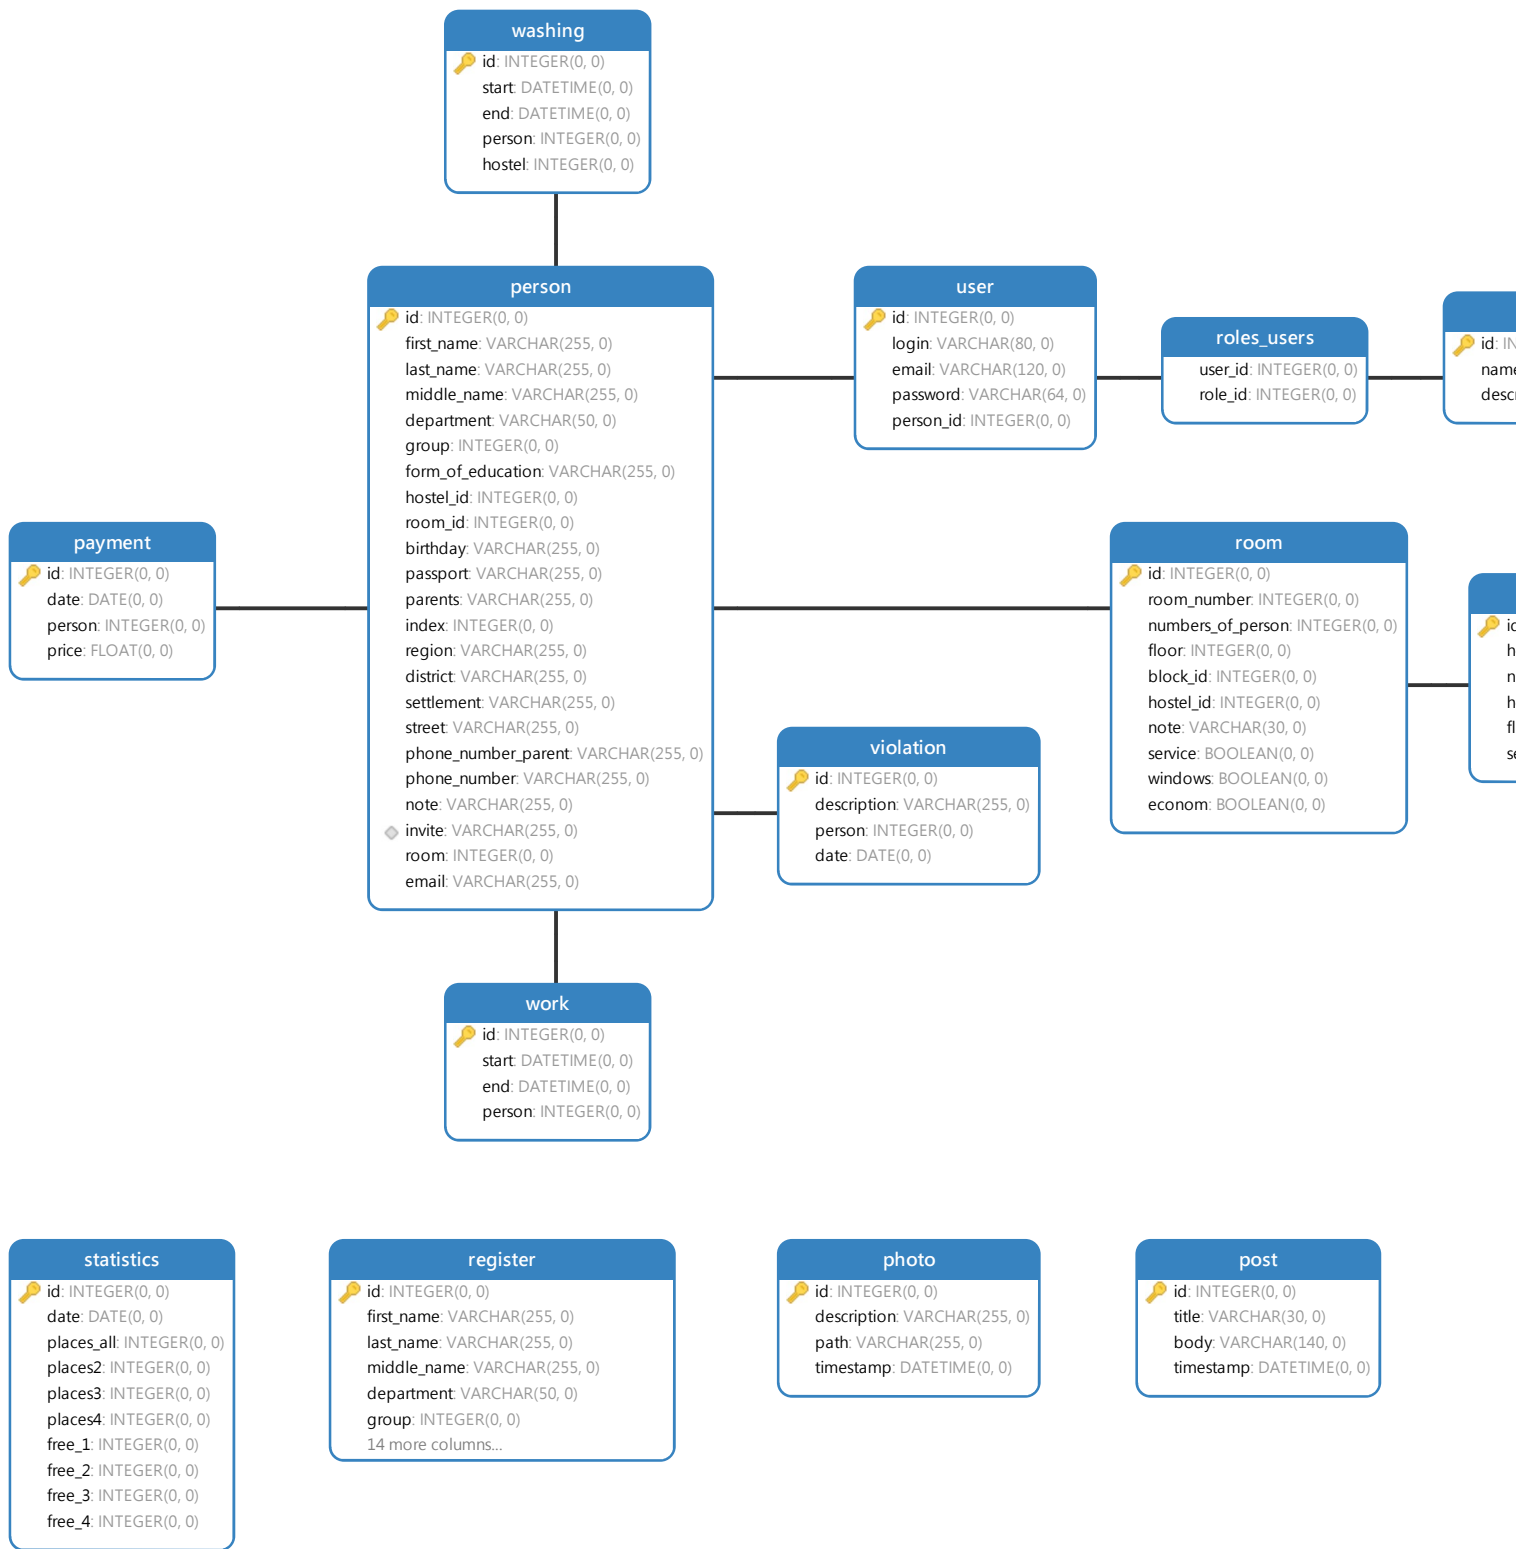 washing
id: INTEGER(0, 0)
start: DATETIME(0, 0)
end: DATETIME(0, 0)
person: INTEGER(0, 0)
hostel: INTEGER(0, 0)
person
id: INTEGER(0, 0)
first_name: VARCHAR(255, 0)
last_name: VARCHAR(255, 0)
middle_name: VARCHAR(255, 0)
department: VARCHAR(50, 0)
group: INTEGER(0, 0)
form_of_education: VARCHAR(255, 0)
hostel_id: INTEGER(0, 0)
room_id: INTEGER(0, 0)
birthday: VARCHAR(255, 0)
passport: VARCHAR(255, 0)
parents: VARCHAR(255, 0)
index: INTEGER(0, 0)
region: VARCHAR(255, 0)
district: VARCHAR(255, 0)
settlement: VARCHAR(255, 0)
street: VARCHAR(255, 0)
phone_number_parent: VARCHAR(255, 0)
phone_number: VARCHAR(255, 0)
note: VARCHAR(255, 0)
invite: VARCHAR(255, 0)
room: INTEGER(0, 0)
email: VARCHAR(255, 0)
user
id: INTEGER(0, 0)
login: VARCHAR(80, 0)
email: VARCHAR(120, 0)
password: VARCHAR(64, 0)
person_id: INTEGER(0, 0)
roles_users
user_id: INTEGER(0, 0)
role_id: INTEGER(0, 0)
id: IN
name
descr
payment
id: INTEGER(0, 0)
date: DATE(0, 0)
person: INTEGER(0, 0)
price: FLOAT(0, 0)
room
id: INTEGER(0, 0)
room_number: INTEGER(0, 0)
numbers_of_person: INTEGER(0, 0)
floor: INTEGER(0, 0)
block_id: INTEGER(0, 0)
hostel_id: INTEGER(0, 0)
note: VARCHAR(30, 0)
service: BOOLEAN(0, 0)
windows: BOOLEAN(0, 0)
econom: BOOLEAN(0, 0)
id
h
n
h
fl
se
violation
id: INTEGER(0, 0)
description: VARCHAR(255, 0)
person: INTEGER(0, 0)
date: DATE(0, 0)
work
id: INTEGER(0, 0)
start: DATETIME(0, 0)
end: DATETIME(0, 0)
person: INTEGER(0, 0)
statistics
id: INTEGER(0, 0)
date: DATE(0, 0)
places_all: INTEGER(0, 0)
places2: INTEGER(0, 0)
places3: INTEGER(0, 0)
places4: INTEGER(0, 0)
free_1: INTEGER(0, 0)
free_2: INTEGER(0, 0)
free_3: INTEGER(0, 0)
free_4: INTEGER(0, 0)
register
id: INTEGER(0, 0)
first_name: VARCHAR(255, 0)
last_name: VARCHAR(255, 0)
middle_name: VARCHAR(255, 0)
department: VARCHAR(50, 0)
group: INTEGER(0, 0)
14 more columns...
photo
id: INTEGER(0, 0)
description: VARCHAR(255, 0)
path: VARCHAR(255, 0)
timestamp: DATETIME(0, 0)
post
id: INTEGER(0, 0)
title: VARCHAR(30, 0)
body: VARCHAR(140, 0)
timestamp: DATETIME(0, 0)